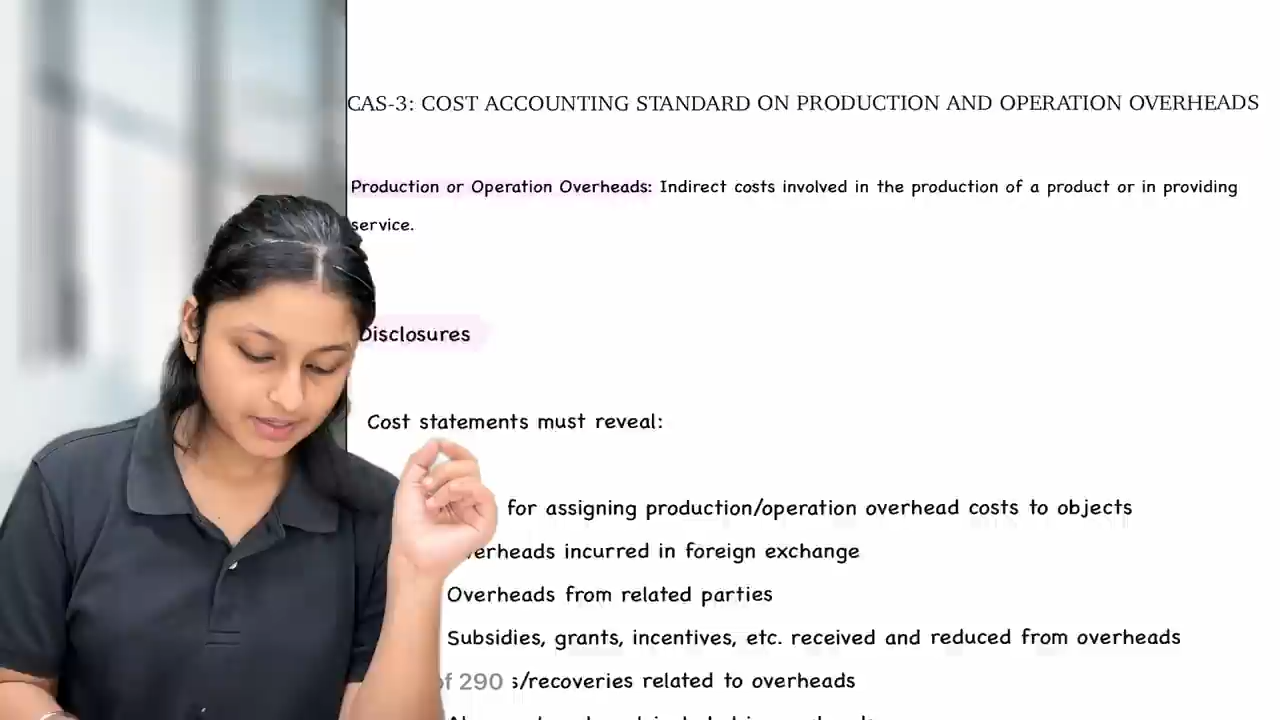 CAS-3: COST ACCOUNTING STANDARD ON PRODUCTION AND OPERATION OVERHEADS
Production or Operation Overheads: Indirect costs involved in the production of a product or in providing
service.
Disclosures
Cost statements must reveal:
for assigning production/operation overhead costs to objects
incurred in foreign exchange
Overheads from related parties
Subsidies, grants, incentives, etc. received and reduced from overheads
of 290 s/recoveries related to overheads